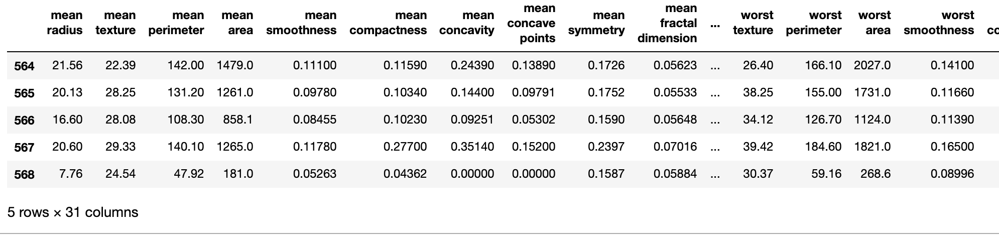 mean radius mean texture mean perimeter mean area mean smoothness mean compactness mean concavity mean concave points mean symmetry mean fractal dimension ... worst texture worst perimeter worst area worst smoothness co
564 21.56 22.39 142.00 1479.0 0.11100 0.11590 0.24390 0.13890 0.1726 0.05623 ... 26.40 166.10 2027.0 0.14100
565 20.13 28.25 131.20 1261.0 0.09780 0.10340 0.14400 0.09791 0.1752 0.05533 ... 38.25 155.00 1731.0 0.11660
566 16.60 28.08 108.30 858.1 0.08455 0.10230 0.09251 0.05302 0.1590 0.05648 ... 34.12 126.70 1124.0 0.11390
567 20.60 29.33 140.10 1265.0 0.11780 0.27700 0.35140 0.15200 0.2397 0.07016 ... 39.42 184.60 1821.0 0.16500
568 7.76 24.54 47.92 181.0 0.05263 0.04362 0.00000 0.00000 0.1587 0.05884 ... 30.37 59.16 268.6 0.08996
5 rows × 31 columns